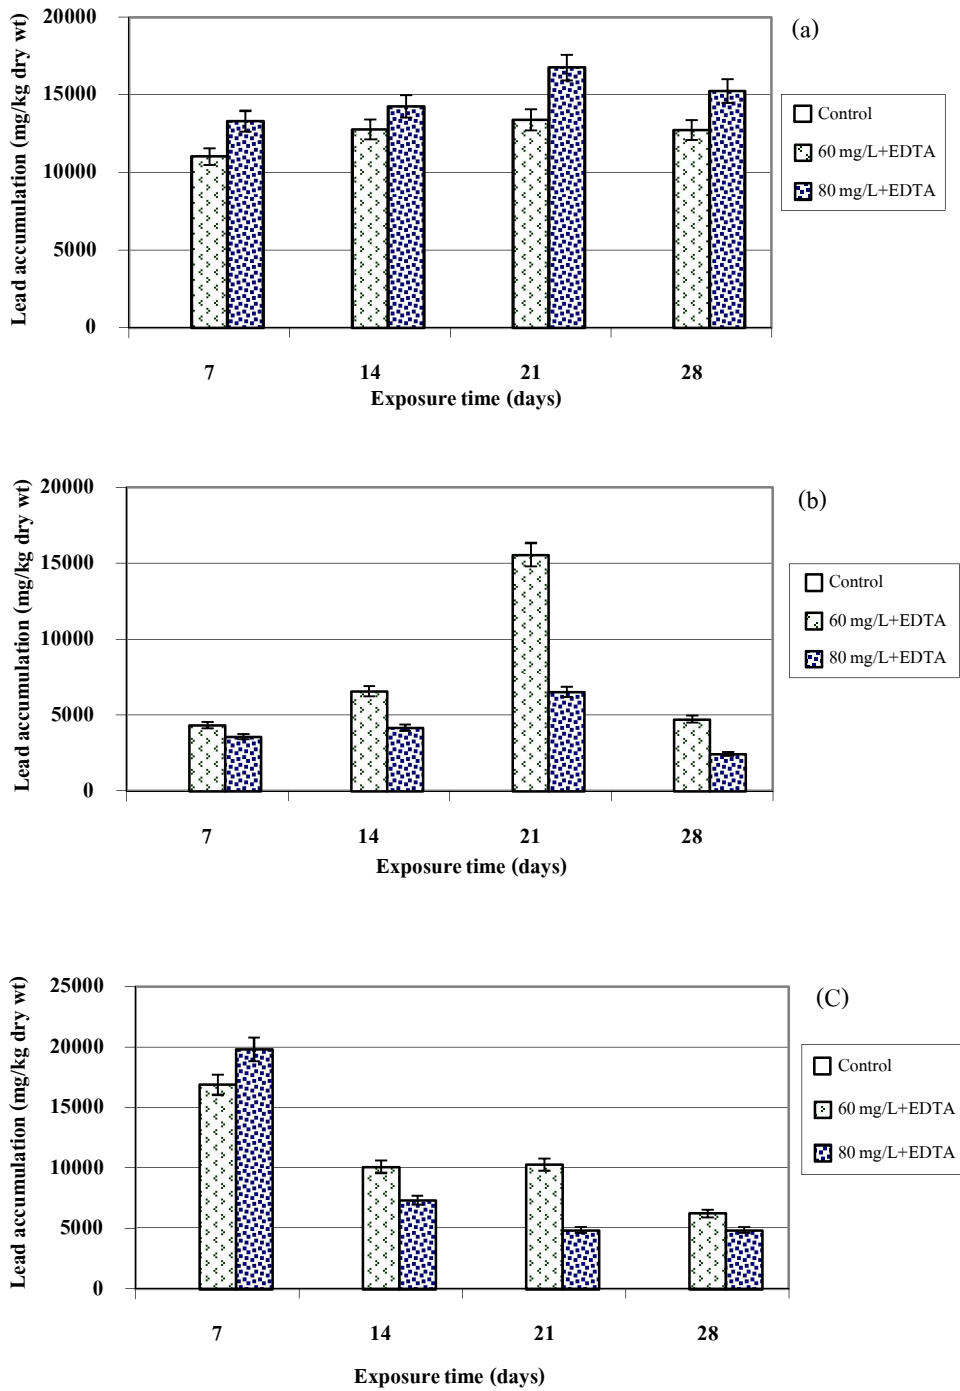 (a)
Lead accumulation (mg/kg dry wt)
20000
15000
10000
5000
0
7 14 21 28
Exposure time (days)
Control
60 mg/L+EDTA
80 mg/L+EDTA
(b)
Lead accumulation (mg/kg dry wt)
20000
15000
10000
5000
0
7 14 21 28
Exposure time (days)
Control
60 mg/L+EDTA
80 mg/L+EDTA
(C)
Lead accumulation (mg/kg dry wt)
25000
20000
15000
10000
5000
0
7 14 21 28
Exposure time (days)
Control
60 mg/L+EDTA
80 mg/L+EDTA